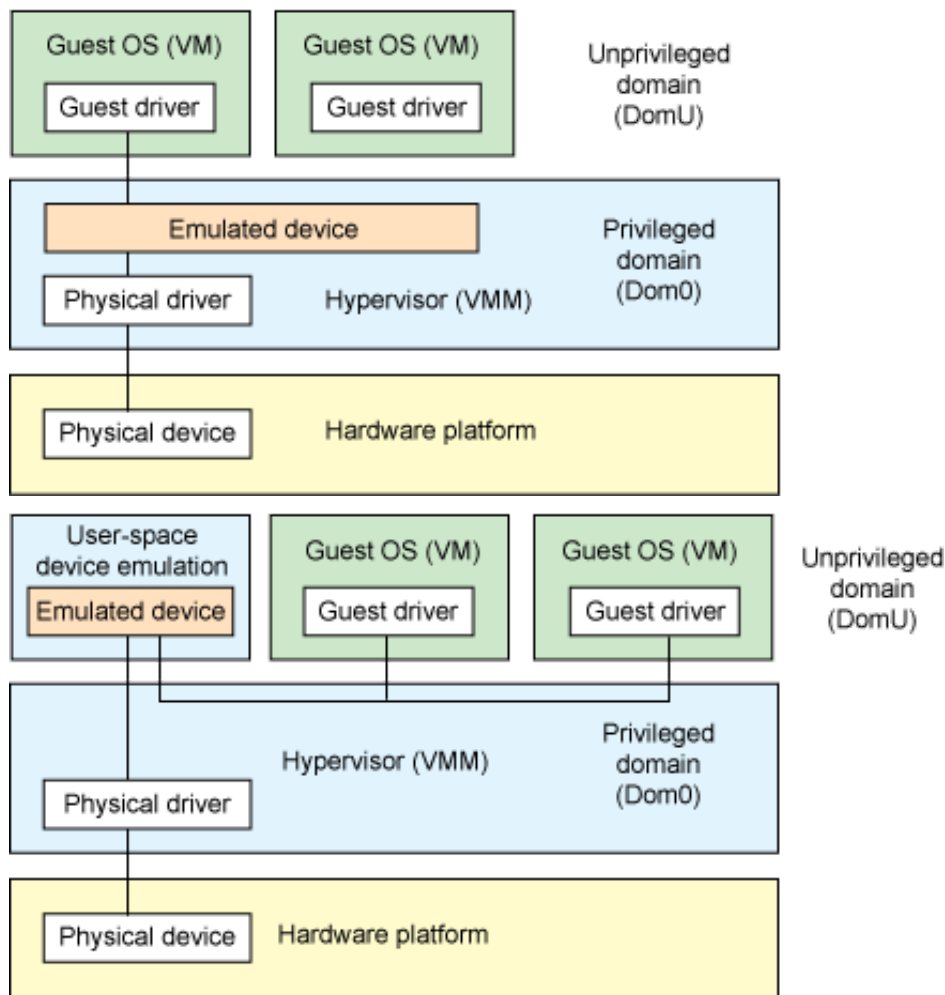 Guest OS (VM)
Guest driver
Guest OS (VM)
Guest driver
Unprivileged
domain
(DomU)
Emulated device
Physical driver
Hypervisor (VMM)
Privileged
domain
(Dom0)
Physical device
Hardware platform
User-space
device emulation
Emulated device
Guest OS (VM)
Guest driver
Guest OS (VM)
Guest driver
Unprivileged
domain
(DomU)
Hypervisor (VMM)
Privileged
domain
(Dom0)
Physical driver
Physical device
Hardware platform